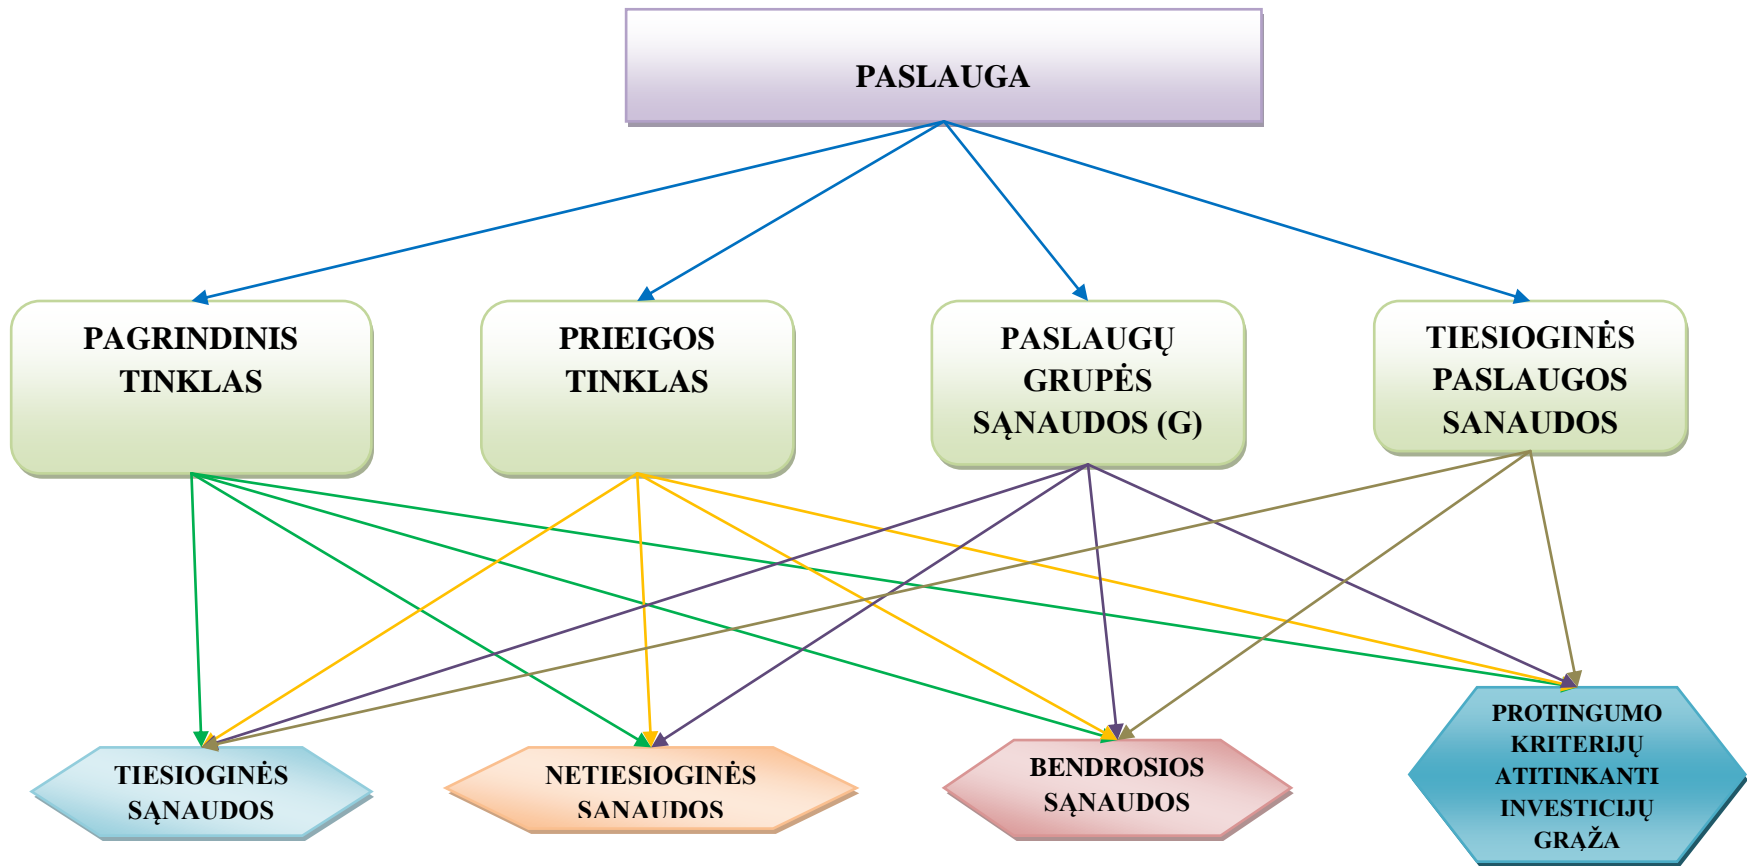 PASLAUGA
PAGRINDINIS
TINKLAS
PRIEIGOS
TINKLAS
PASLAUGŲ
GRUPĖS
SĄNAUDOS (G)
TIESIOGINĖS
PASLAUGOS
SANAUDOS
TIESIOGINĖS
SĄNAUDOS
NETIESIOGINĖS
SANAUDOS
BENDROSIOS
SĄNAUDOS
PROTINGUMO
KRITERIJŲ
ATITINKANTI
INVESTICIJŲ
GRĄŽA